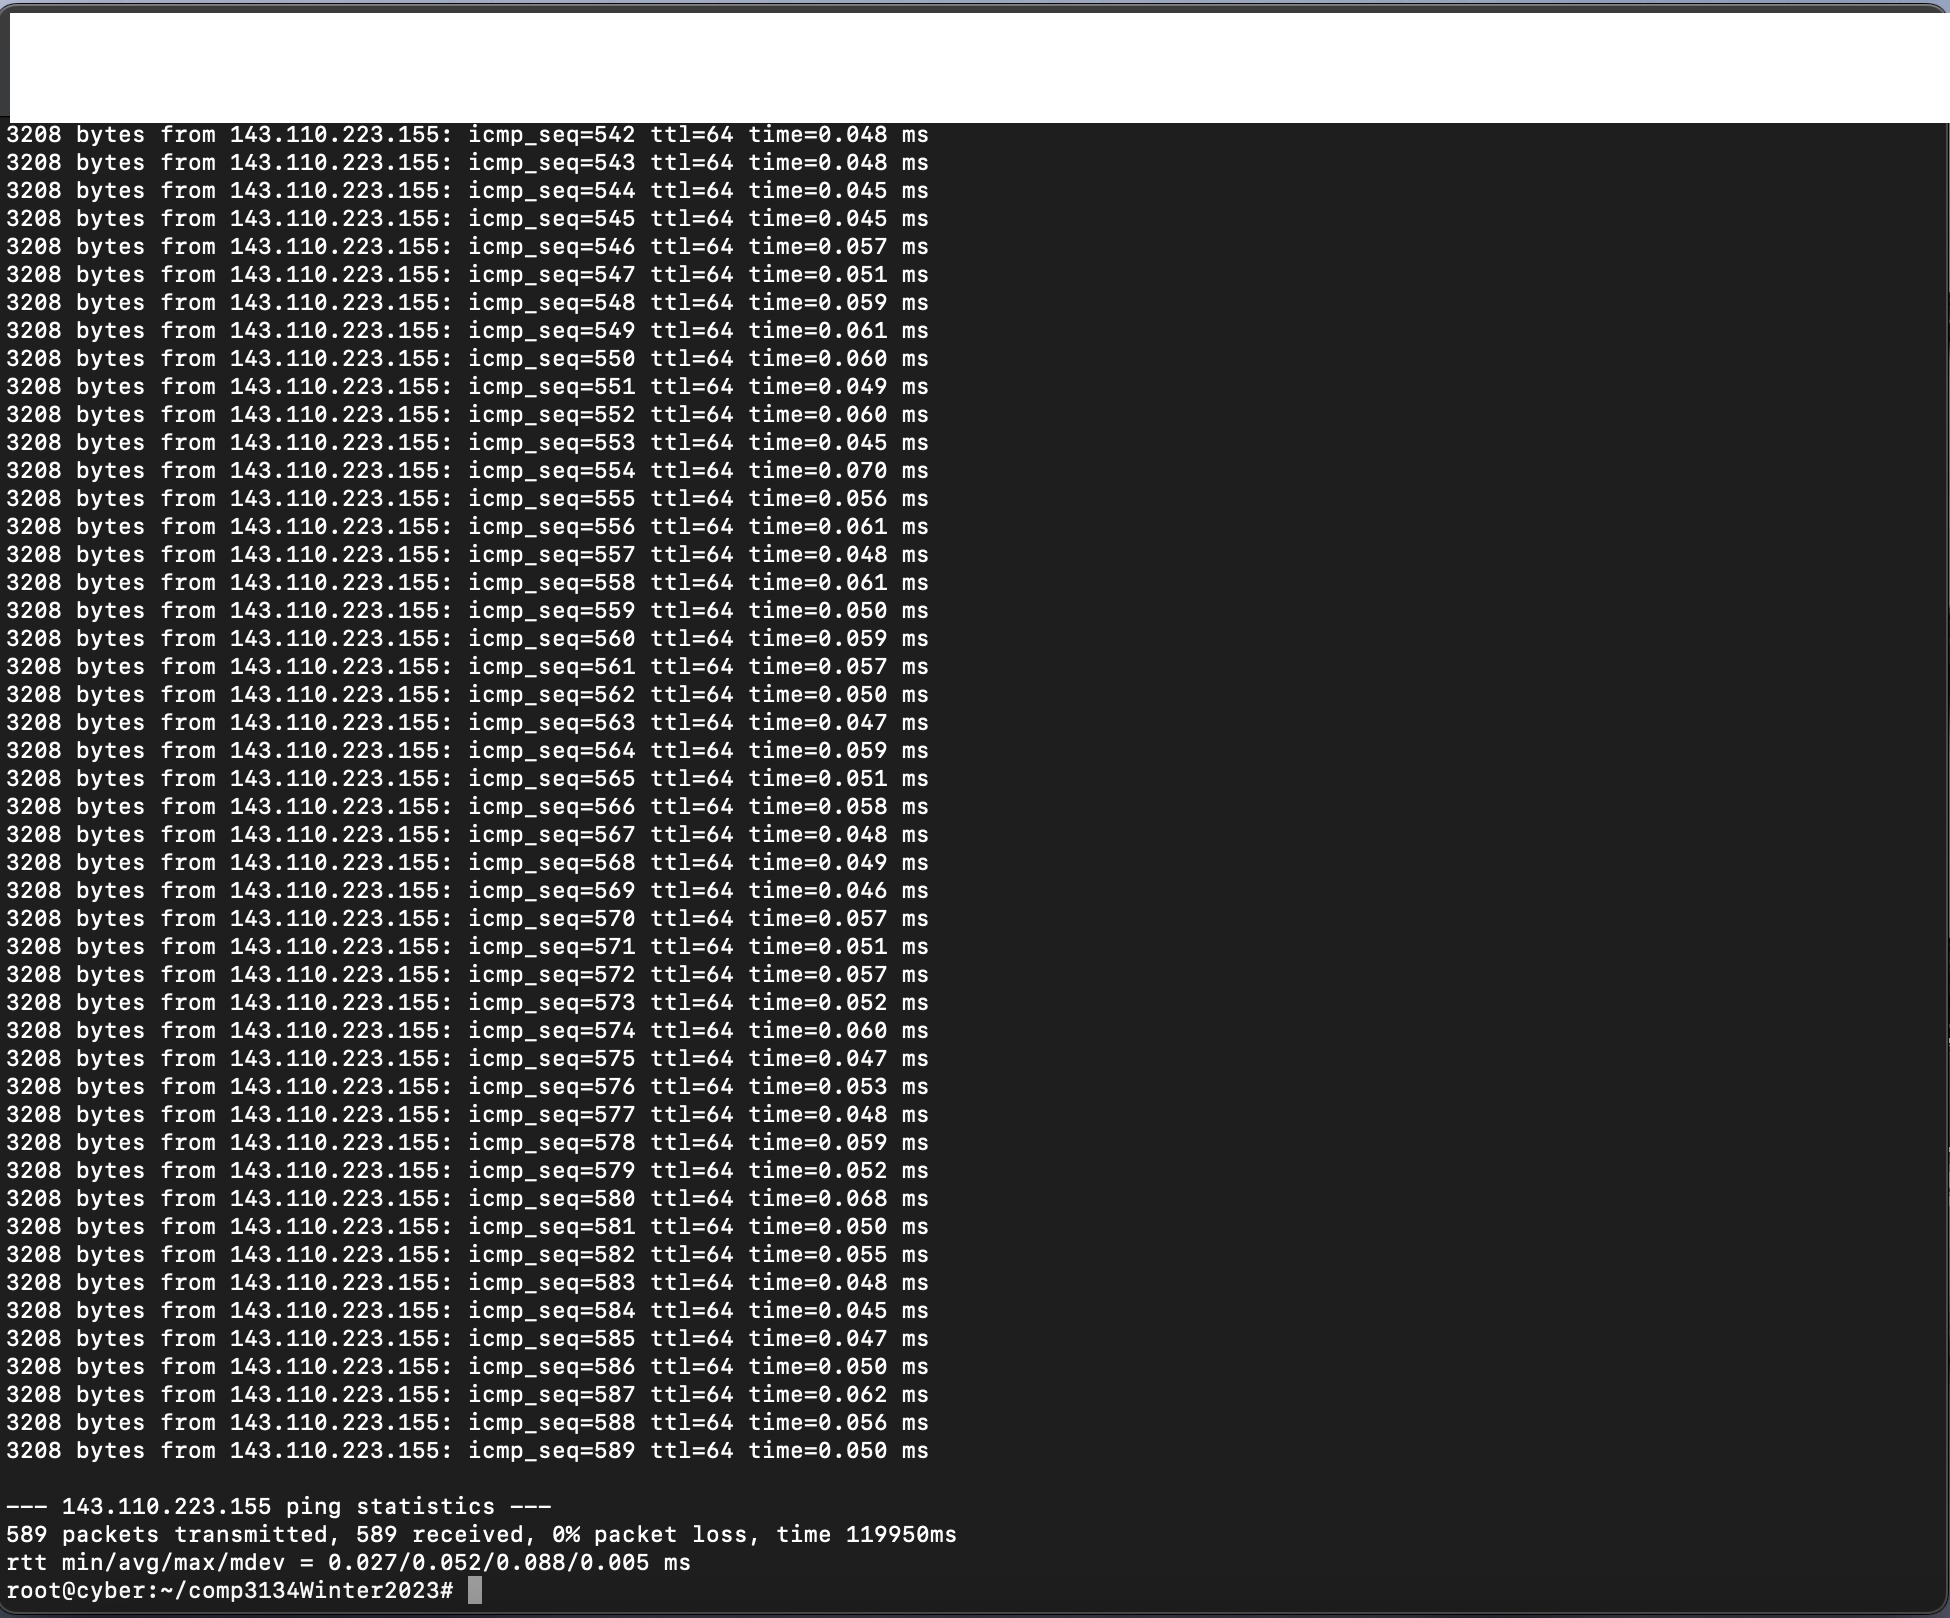 3208 bytes from 143.110.223.155: icmp_seq=542 ttl=64 time=0.048 ms
3208 bytes from 143.110.223.155: icmp_seq=543 ttl=64 time=0.048 ms
3208 bytes from 143.110.223.155: icmp_seq=544 ttl=64 time=0.045 ms
3208 bytes from 143.110.223.155: icmp_seq=545 ttl=64 time=0.045 ms
3208 bytes from 143.110.223.155: icmp_seq=546 ttl=64 time=0.057 ms
3208 bytes from 143.110.223.155: icmp_seq=547 ttl=64 time=0.051 ms
3208 bytes from 143.110.223.155: icmp_seq=548 ttl=64 time=0.059 ms
3208 bytes from 143.110.223.155: icmp_seq=549 ttl=64 time=0.061 ms
3208 bytes from 143.110.223.155: icmp_seq=550 ttl=64 time=0.060 ms
3208 bytes from 143.110.223.155: icmp_seq=551 ttl=64 time=0.049 ms
3208 bytes from 143.110.223.155: icmp_seq=552 ttl=64 time=0.060 ms
3208 bytes from 143.110.223.155: icmp_seq=553 ttl=64 time=0.045 ms
3208 bytes from 143.110.223.155: icmp_seq=554 ttl=64 time=0.070 ms
3208 bytes from 143.110.223.155: icmp_seq=555 ttl=64 time=0.056 ms
3208 bytes from 143.110.223.155: icmp_seq=556 ttl=64 time=0.061 ms
3208 bytes from 143.110.223.155: icmp_seq=557 ttl=64 time=0.048 ms
3208 bytes from 143.110.223.155: icmp_seq=558 ttl=64 time=0.061 ms
3208 bytes from 143.110.223.155: icmp_seq=559 ttl=64 time=0.050 ms
3208 bytes from 143.110.223.155: icmp_seq=560 ttl=64 time=0.059 ms
3208 bytes from 143.110.223.155: icmp_seq=561 ttl=64 time=0.057 ms
3208 bytes from 143.110.223.155: icmp_seq=562 ttl=64 time=0.050 ms
3208 bytes from 143.110.223.155: icmp_seq=563 ttl=64 time=0.047 ms
3208 bytes from 143.110.223.155: icmp_seq=564 ttl=64 time=0.059 ms
3208 bytes from 143.110.223.155: icmp_seq=565 ttl=64 time=0.051 ms
3208 bytes from 143.110.223.155: icmp_seq=566 ttl=64 time=0.058 ms
3208 bytes from 143.110.223.155: icmp_seq=567 ttl=64 time=0.048 ms
3208 bytes from 143.110.223.155: icmp_seq=568 ttl=64 time=0.049 ms
3208 bytes from 143.110.223.155: icmp_seq=569 ttl=64 time=0.046 ms
3208 bytes from 143.110.223.155: icmp_seq=570 ttl=64 time=0.057 ms
3208 bytes from 143.110.223.155: icmp_seq=571 ttl=64 time=0.051 ms
3208 bytes from 143.110.223.155: icmp_seq=572 ttl=64 time=0.057 ms
3208 bytes from 143.110.223.155: icmp_seq=573 ttl=64 time=0.052 ms
3208 bytes from 143.110.223.155: icmp_seq=574 ttl=64 time=0.060 ms
3208 bytes from 143.110.223.155: icmp_seq=575 ttl=64 time=0.047 ms
3208 bytes from 143.110.223.155: icmp_seq=576 ttl=64 time=0.053 ms
3208 bytes from 143.110.223.155: icmp_seq=577 ttl=64 time=0.048 ms
3208 bytes from 143.110.223.155: icmp_seq=578 ttl=64 time=0.059 ms
3208 bytes from 143.110.223.155: icmp_seq=579 ttl=64 time=0.052 ms
3208 bytes from 143.110.223.155: icmp_seq=580 ttl=64 time=0.068 ms
3208 bytes from 143.110.223.155: icmp_seq=581 ttl=64 time=0.050 ms
3208 bytes from 143.110.223.155: icmp_seq=582 ttl=64 time=0.055 ms
3208 bytes from 143.110.223.155: icmp_seq=583 ttl=64 time=0.048 ms
3208 bytes from 143.110.223.155: icmp_seq=584 ttl=64 time=0.045 ms
3208 bytes from 143.110.223.155: icmp_seq=585 ttl=64 time=0.047 ms
3208 bytes from 143.110.223.155: icmp_seq=586 ttl=64 time=0.050 ms
3208 bytes from 143.110.223.155: icmp_seq=587 ttl=64 time=0.062 ms
3208 bytes from 143.110.223.155: icmp_seq=588 ttl=64 time=0.056 ms
3208 bytes from 143.110.223.155: icmp_seq=589 ttl=64 time=0.050 ms
--- 143.110.223.155 ping statistics ---
589 packets transmitted, 589 received, 0% packet loss, time 119950ms
rtt min/avg/max/mdev = 0.027/0.052/0.088/0.005 ms
root@cyber:~/comp3134Winter2023#